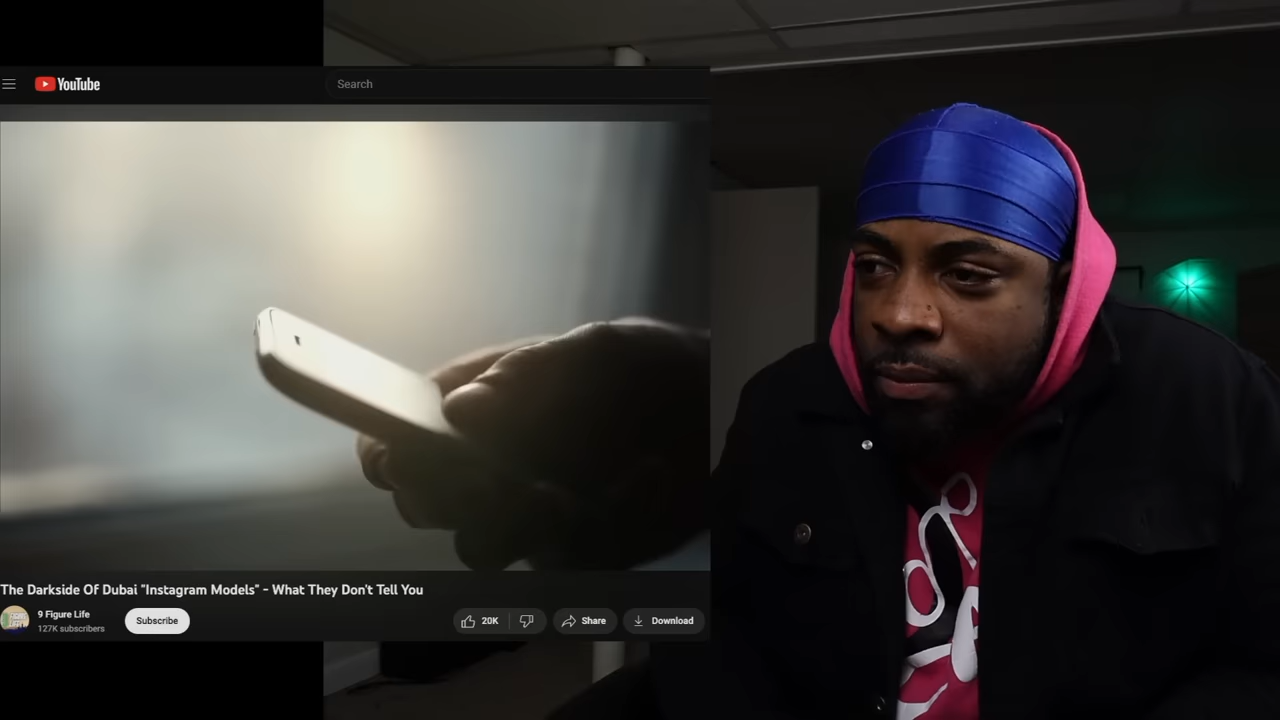 YouTube
Search
The Darkside Of Dubai "Instagram Models" - What They Don't Tell You
9 Figure Life
127K subscribers
Subscribe
20K
Share
Download